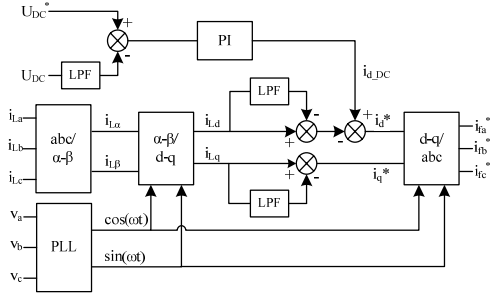 U_DC*
+
-
PI
U_DC
LPF
i_d_DC
LPF
i_La
i_Lb
i_Lc
abc/
α-β
i_Lα
i_Lβ
α-β/
d-q
i_Ld
i_Lq
-
+
+
-
i_d*
+
-
i_q*
LPF
d-q/
abc
i_fa*
i_fb*
i_fc*
v_a
v_b
v_c
PLL
cos(ωt)
sin(ωt)